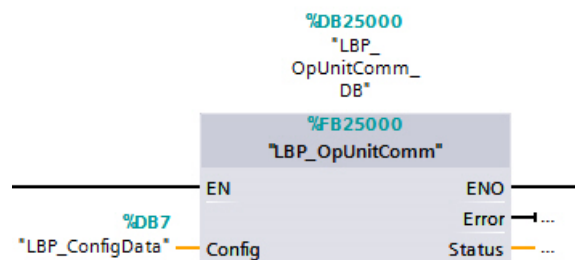 %DB25000
"LBP_
OpUnitComm_
DB"
%FB25000
"LBP_OpUnitComm"
EN ENO
Error ...
%DB7
"LBP_ConfigData" Config Status ...